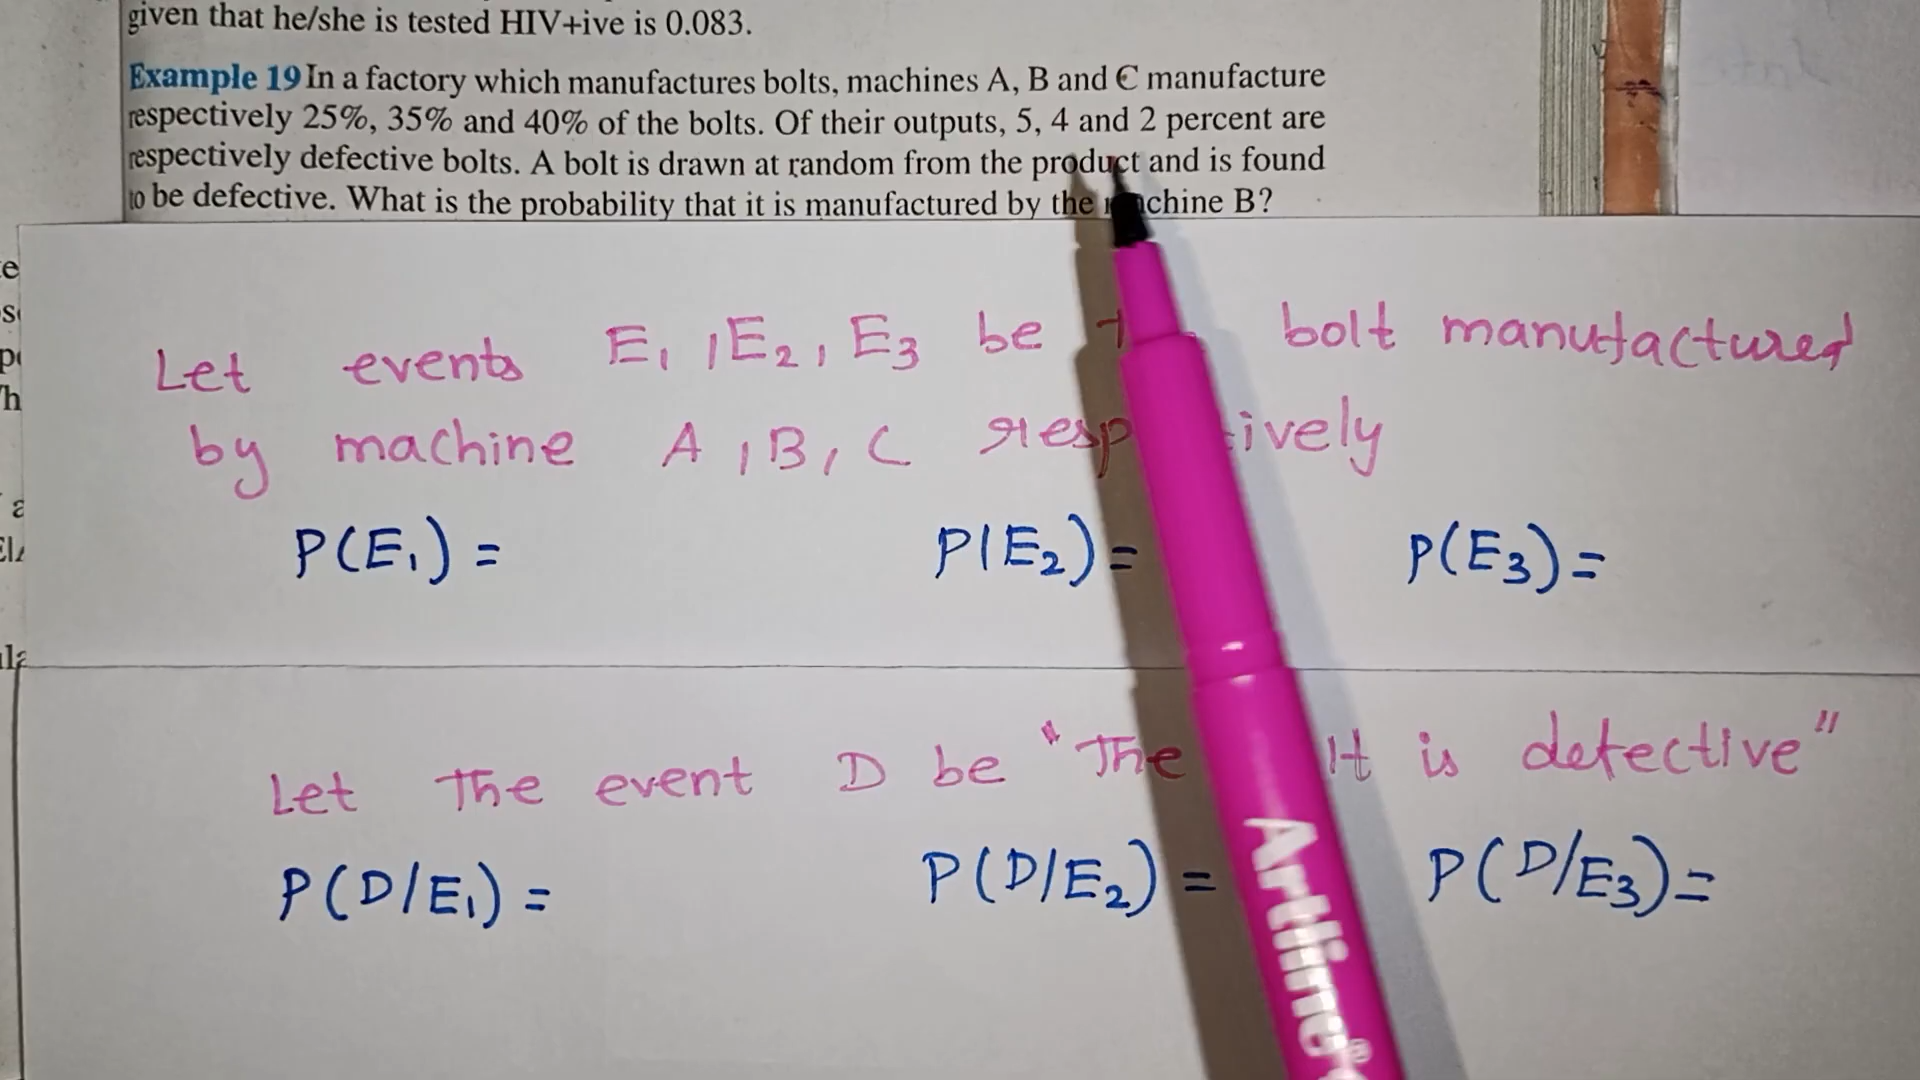 given that he/she is tested HIV+ive is 0.083.
Example 19 In a factory which manufactures bolts, machines A, B and C manufacture
respectively 25%, 35% and 40% of the bolts. Of their outputs, 5, 4 and 2 percent are
respectively defective bolts. A bolt is drawn at random from the product and is found
to be defective. What is the probability that it is manufactured by the machine B?
Let events E1, E2, E3 be bolt manufactured
by machine A, B, C respectively
P(E1) = P(E2) = P(E3) =
Let The event D be "The is defective"
P(D/E1) = P(D/E2) = P(D/E3) =
Artline